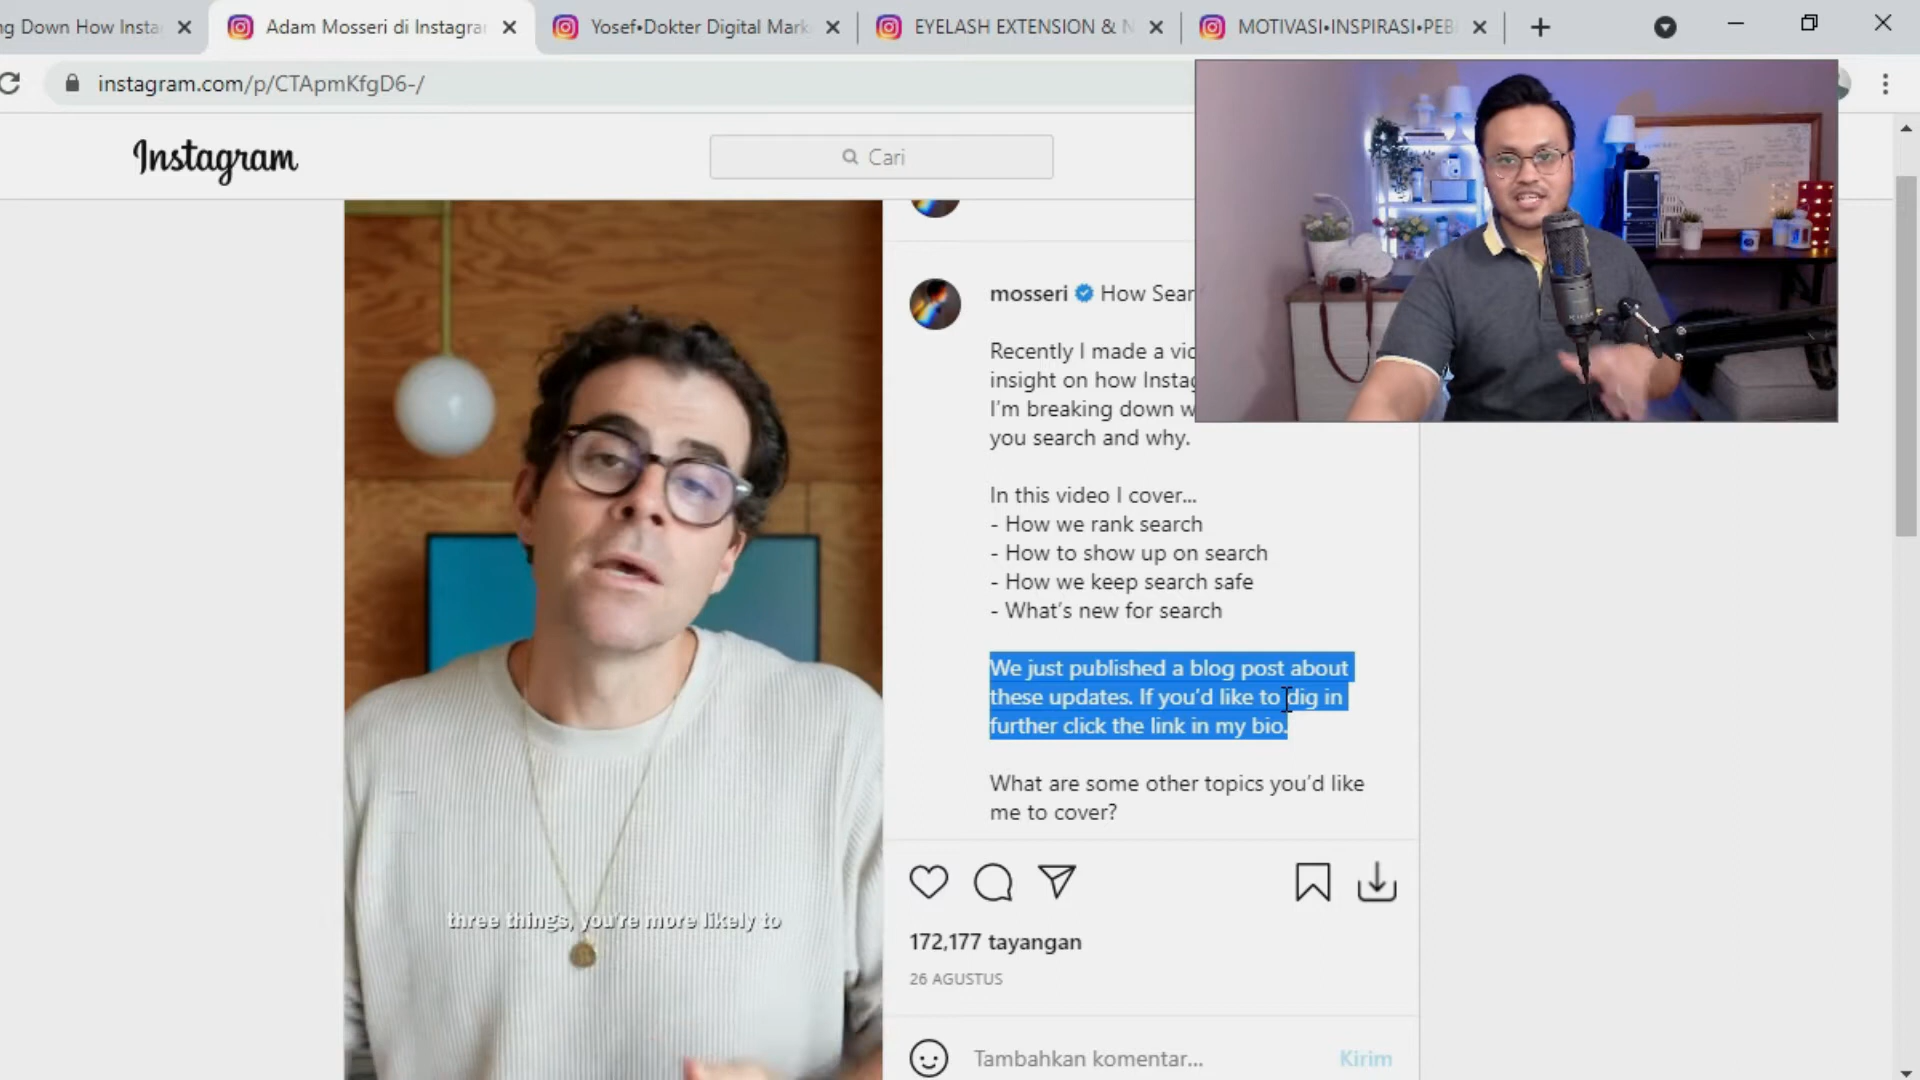 ng Down How Insta
Adam Mosseri di Instagra
Yosef•Dokter Digital Mark
EYELASH EXTENSION & N
MOTIVASI•INSPIRASI•PEB
instagram.com/p/CTApmKfgD6-/
Instagram
Cari
mosseri How Sear
Recently I made a vid
insight on how Instag
I'm breaking down w
you search and why.
In this video I cover...
- How we rank search
- How to show up on search
- How we keep search safe
- What's new for search
We just published a blog post about
these updates. If you'd like to dig in
further click the link in my bio.
What are some other topics you'd like
me to cover?
three things, you're more likely to
172,177 tayangan
26 AGUSTUS
Tambahkan komentar...
Kirim